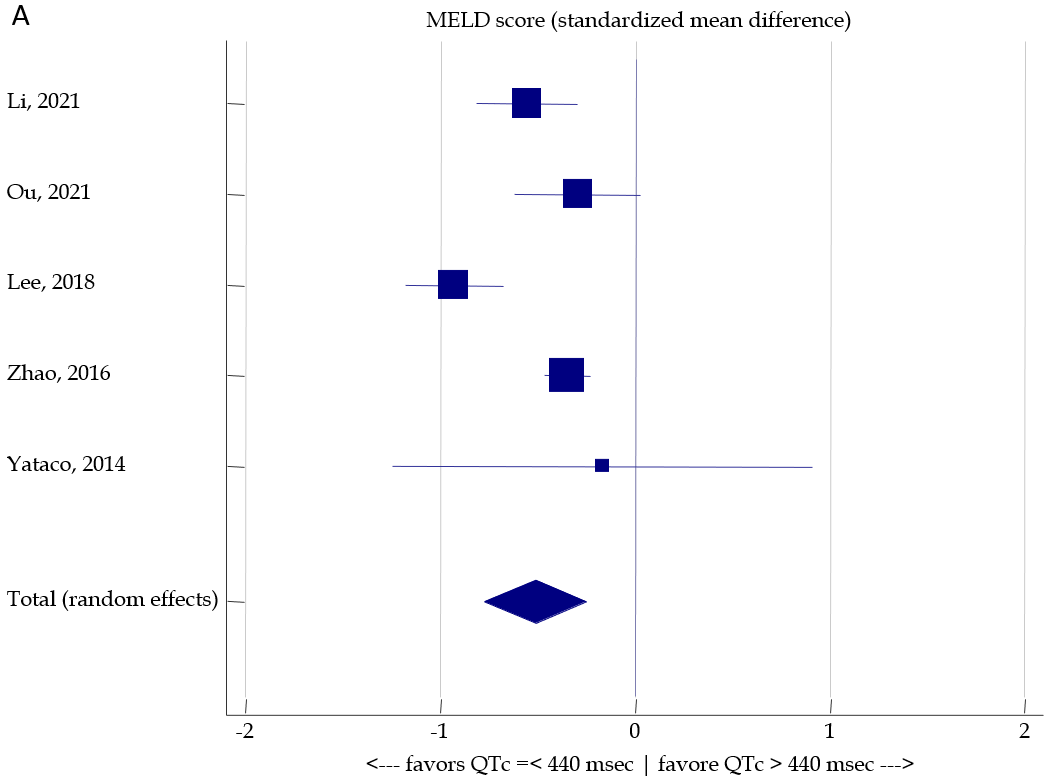 A
MELD score (standardized mean difference)
Li, 2021
Ou, 2021
Lee, 2018
Zhao, 2016
Yataco, 2014
Total (random effects)
-2 -1 0 1 2
<--- favors QTc =< 440 msec | favore QTc > 440 msec --->